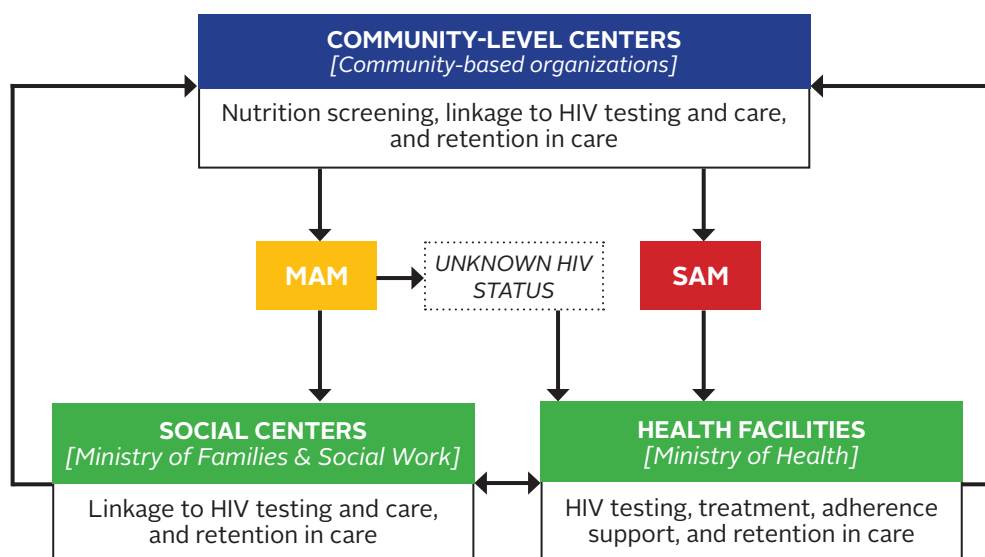 COMMUNITY-LEVEL CENTERS
[Community-based organizations]
Nutrition screening, linkage to HIV testing and care,
and retention in care
MAM
UNKNOWN HIV
STATUS
SAM
SOCIAL CENTERS
[Ministry of Families & Social Work]
Linkage to HIV testing and care,
and retention in care
HEALTH FACILITIES
[Ministry of Health]
HIV testing, treatment, adherence
support, and retention in care